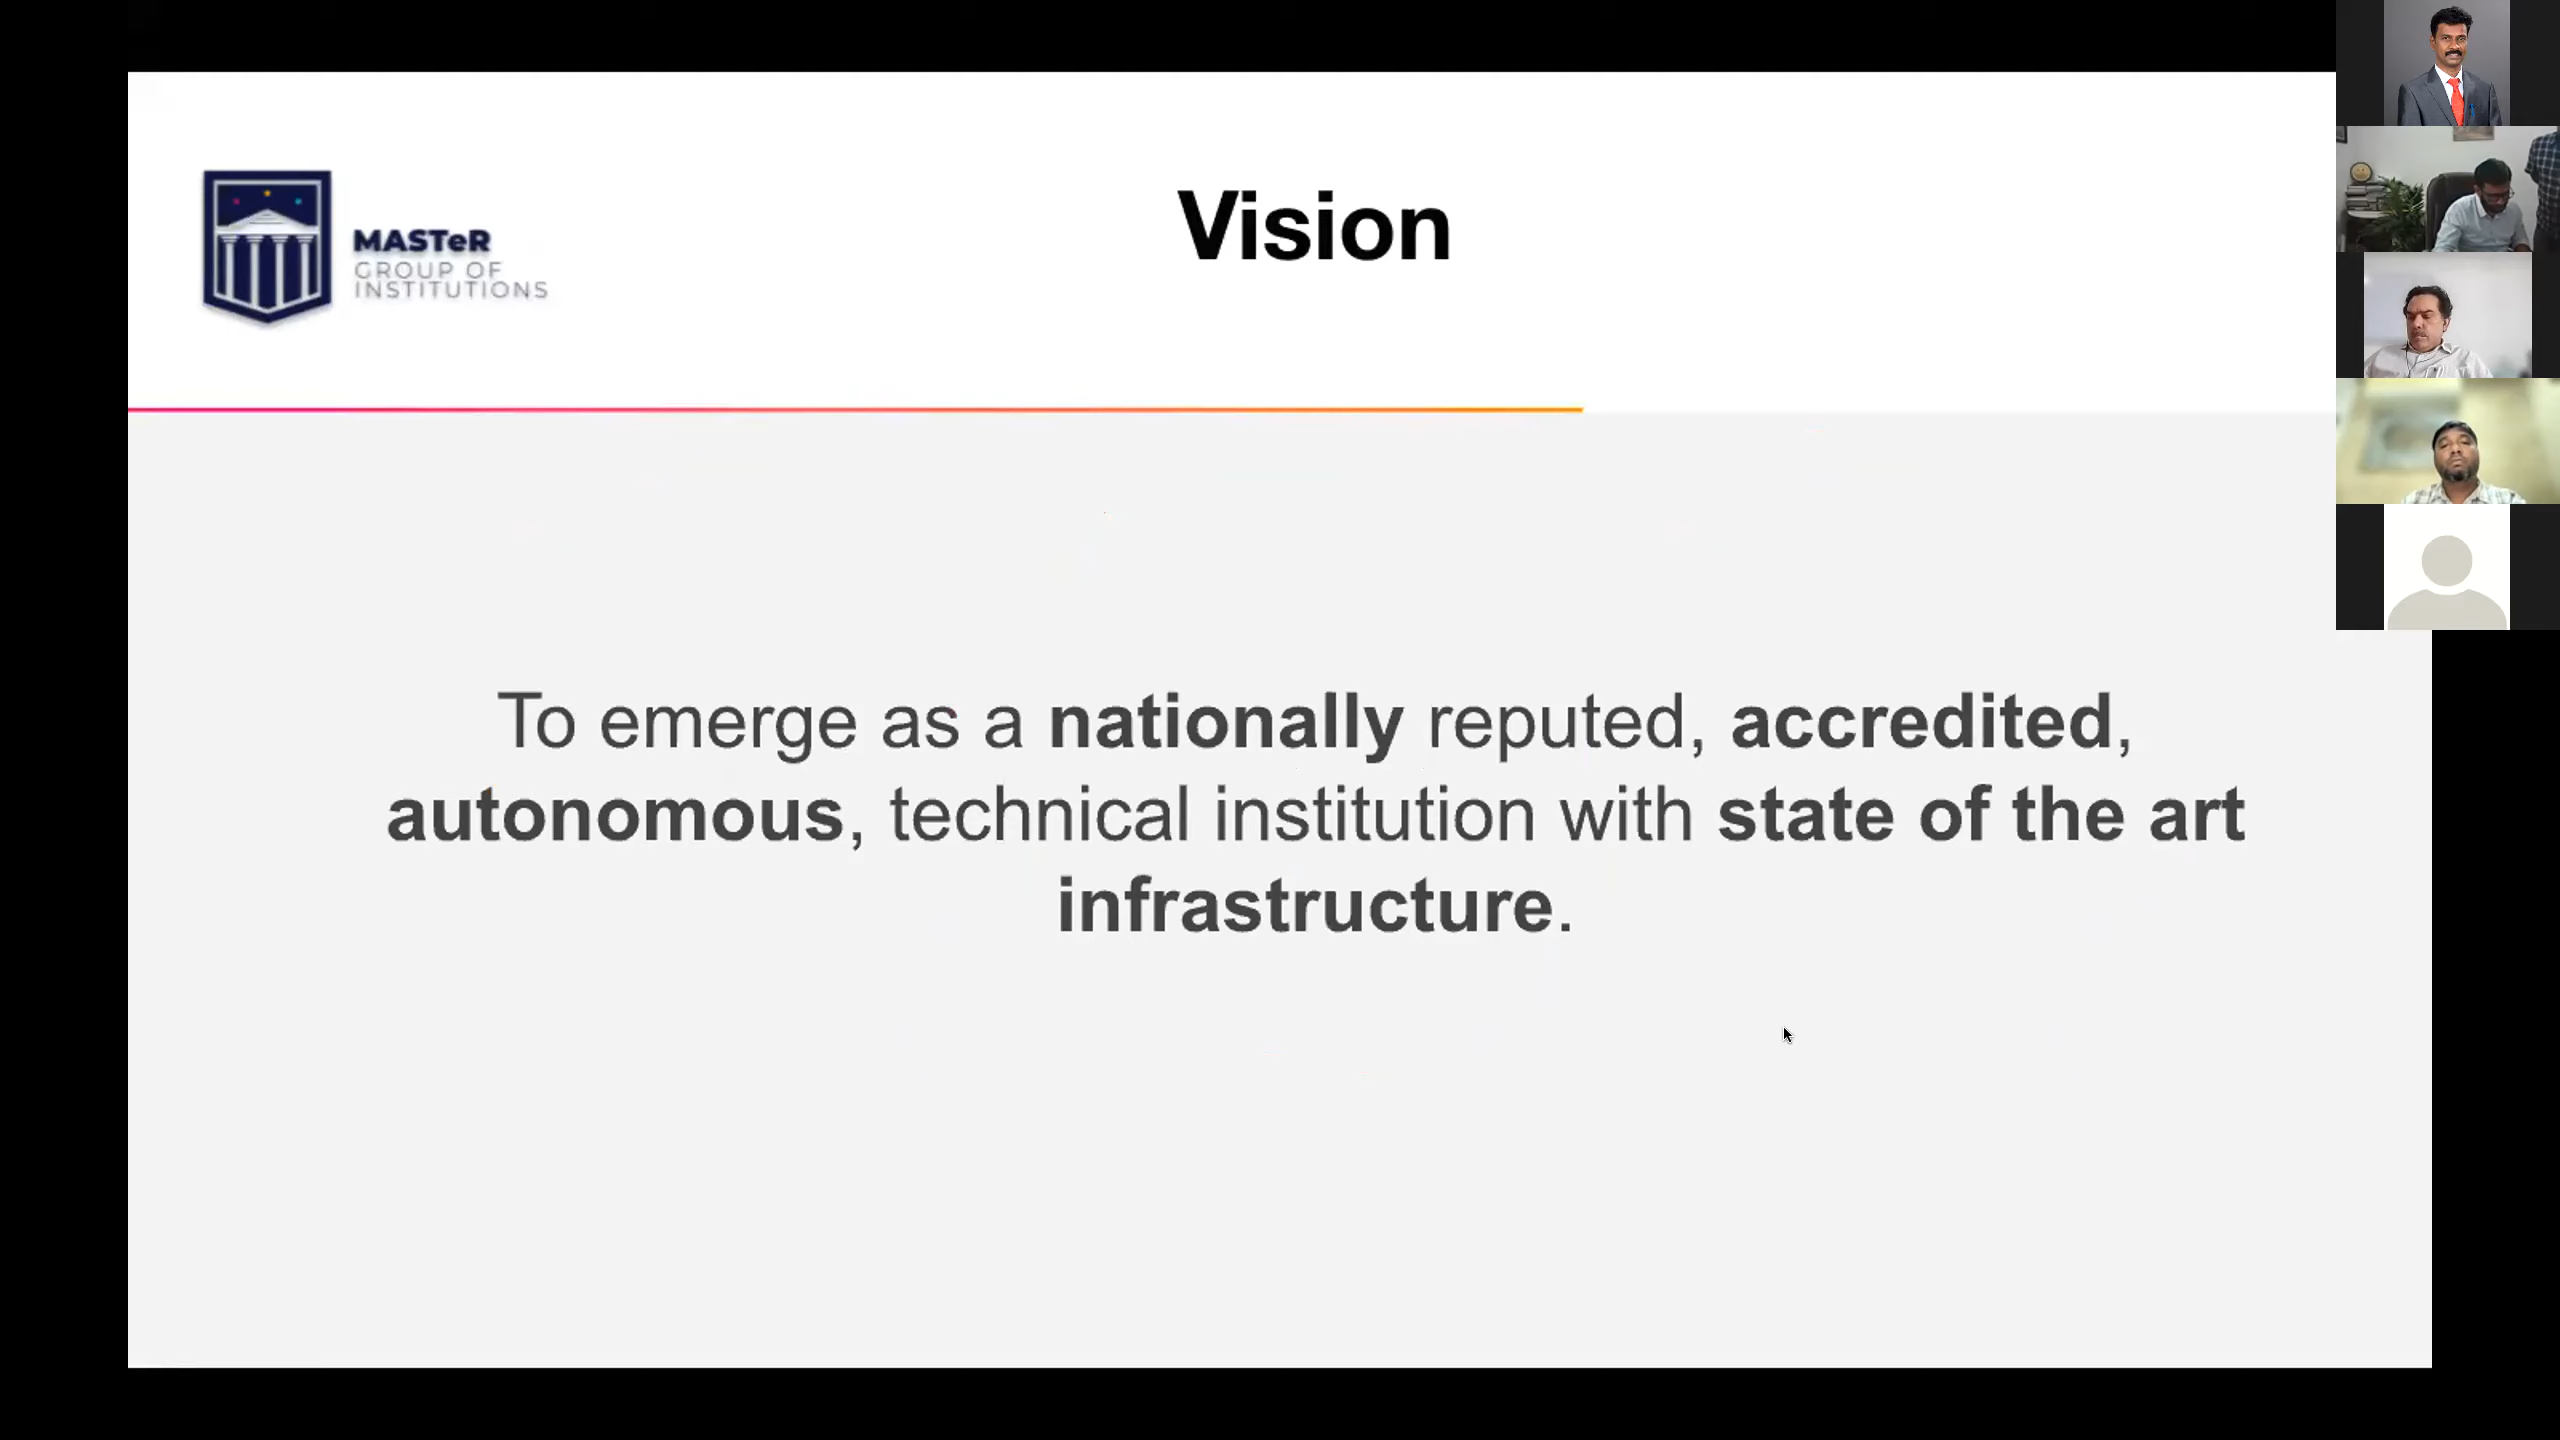 MASTeR
GROUP OF
INSTITUTIONS
Vision
To emerge as a nationally reputed, accredited,
autonomous, technical institution with state of the art
infrastructure.